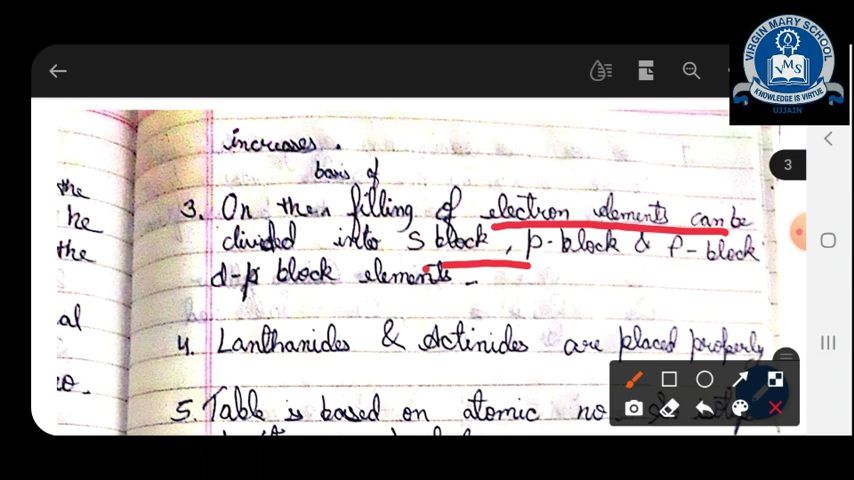 VIRGIN MARY SCHOOL
VMS
KNOWLEDGE IS VIRTUE
UJJAIN
3
increases.
basis of
3. On the filling of electron elements can be
divided into S block, p-block & f-block
d-p block elements.
4. Lanthanides & Actinides are placed properly
5. Table is based on atomic no.
the
he
the
al
no.